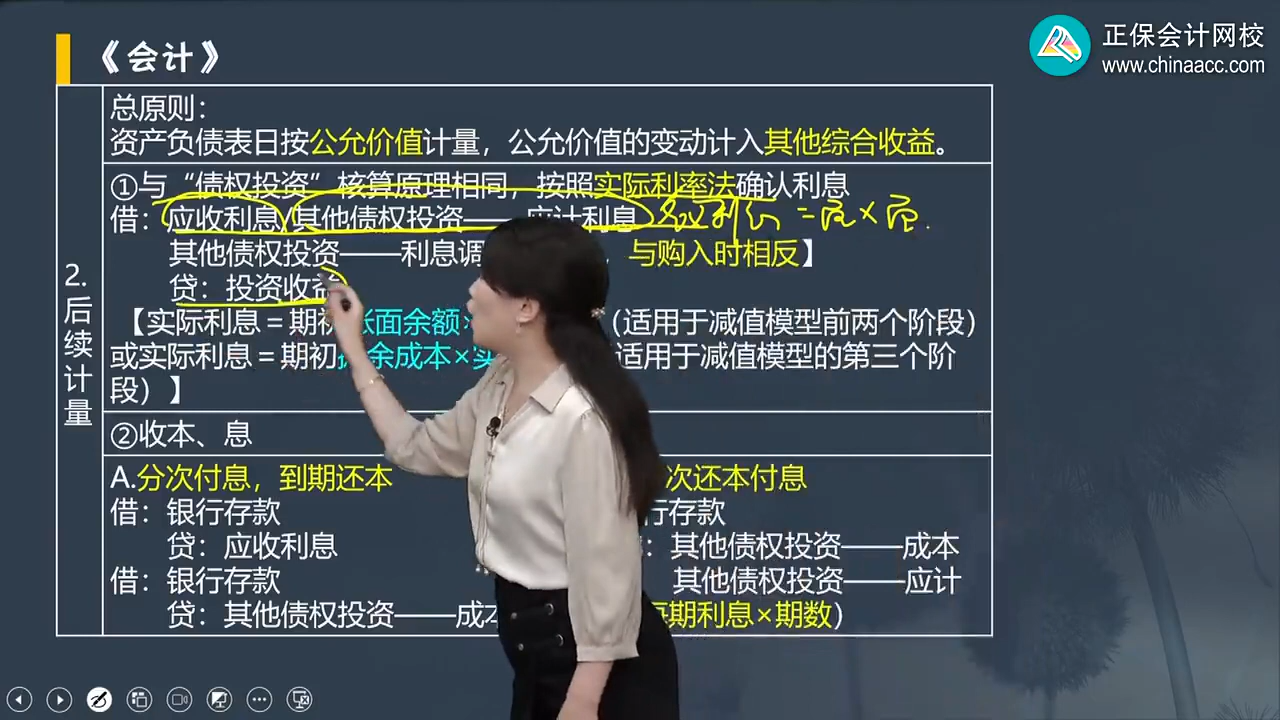 《会计》
正保会计网校
www.chinaacc.com
2.后续计量
总原则：
资产负债表日按公允价值计量，公允价值的变动计入其他综合收益。
①与“债权投资”核算原理相同，按照实际利率法确认利息
借：应收利息/其他债权投资——应计利息
其他债权投资——利息调
与购入时相反】
贷：投资收益
【实际利息＝期初账面余额×
（适用于减值模型前两个阶段）
或实际利息＝期初摊余成本×实
适用于减值模型的第三个阶
段）】
②收本、息
A.分次付息，到期还本
次还本付息
借：银行存款
行存款
贷：应收利息
：其他债权投资——成本
借：银行存款
其他债权投资——应计
贷：其他债权投资——成本
每期利息×期数）